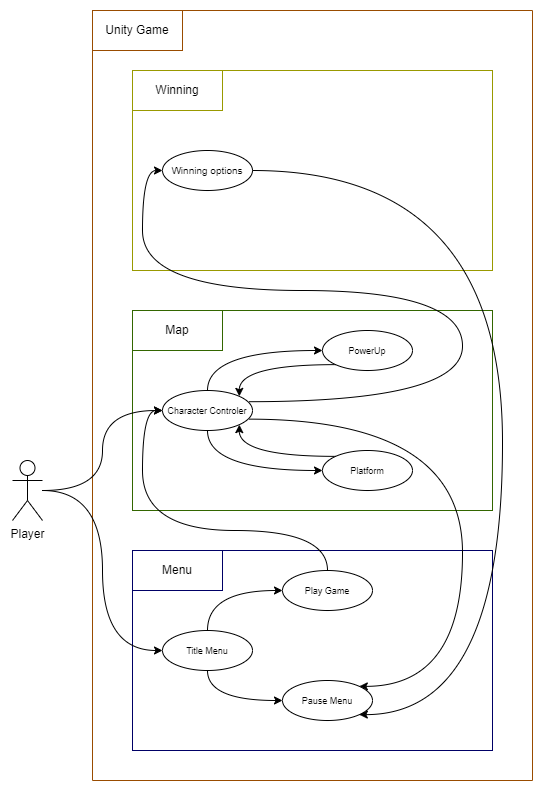 Unity Game
Winning
Winning options
Map
PowerUp
Character Controler
Platform
Player
Menu
Play Game
Title Menu
Pause Menu